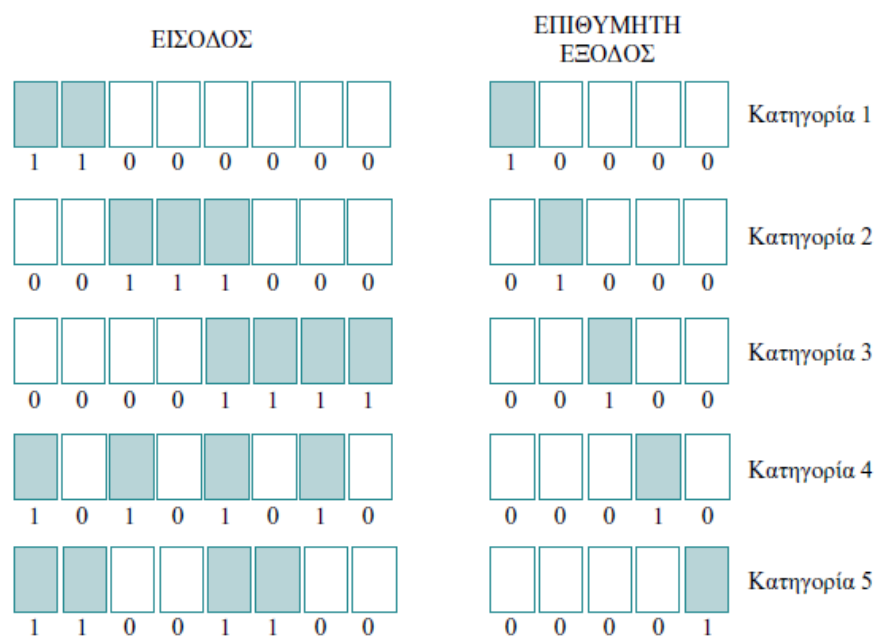 ΕΙΣΟΔΟΣ
ΕΠΙΘΥΜΗΤΗ
ΕΞΟΔΟΣ
Κατηγορία 1
1 1 0 0 0 0 0 0 1 0 0 0 0
Κατηγορία 2
0 0 1 1 1 0 0 0 0 1 0 0 0
Κατηγορία 3
0 0 0 0 1 1 1 1 0 0 1 0 0
Κατηγορία 4
1 0 1 0 1 0 1 0 0 0 0 1 0
Κατηγορία 5
1 1 0 0 1 1 0 0 0 0 0 0 1